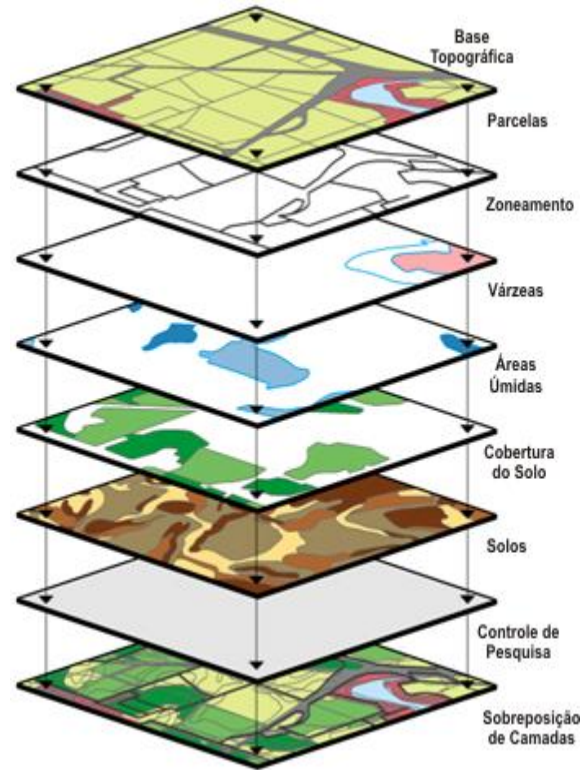 Base
Topográfica
Parcelas
Zoneamento
Várzeas
Áreas
Úmidas
Cobertura
do Solo
Solos
Controle de
Pesquisa
Sobreposição
de Camadas